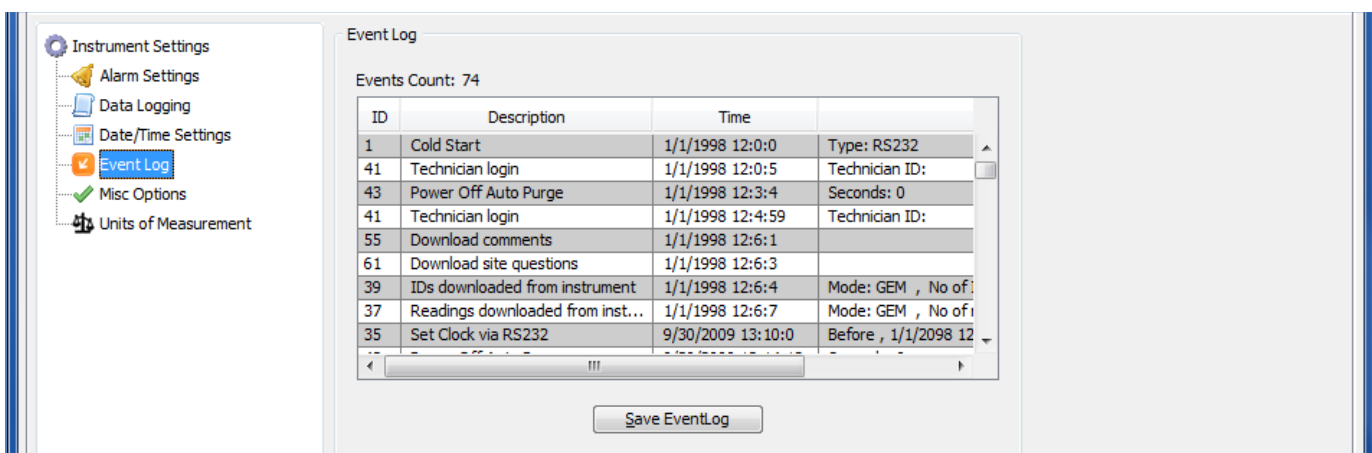 Instrument Settings
Alarm Settings
Data Logging
Date/Time Settings
Event Log
Misc Options
Units of Measurement
Event Log
Events Count: 74
ID Description Time
1 Cold Start 1/1/1998 12:0:0 Type: RS232
41 Technician login 1/1/1998 12:0:5 Technician ID:
43 Power Off Auto Purge 1/1/1998 12:3:4 Seconds: 0
41 Technician login 1/1/1998 12:4:59 Technician ID:
55 Download comments 1/1/1998 12:6:1
61 Download site questions 1/1/1998 12:6:3
39 IDs downloaded from instrument 1/1/1998 12:6:4 Mode: GEM , No of
37 Readings downloaded from inst... 1/1/1998 12:6:7 Mode: GEM , No of
35 Set Clock via RS232 9/30/2009 13:10:0 Before , 1/1/2098 12
Save EventLog